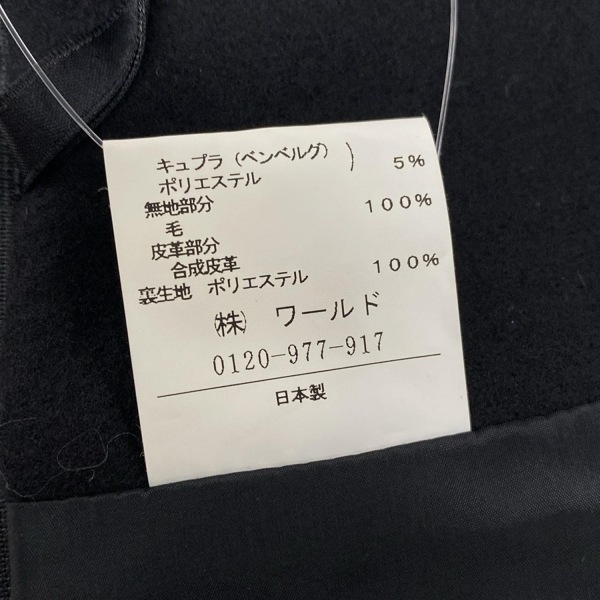 キュプラ(ベンベルグ)
ポリエステル ) 5%
無地部分
毛 100%
皮革部分
合成皮革
裏生地 ポリエステル 100%
㈱ ワールド
0120-977-917
日本製